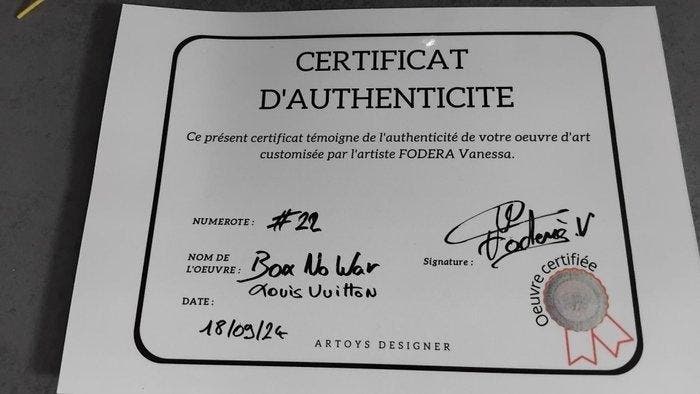 CERTIFICAT
D'AUTHENTICITE
Ce présent certificat témoigne de l'authenticité de votre oeuvre d'art
customisée par l'artiste FODERA Vanessa.
NUMEROTE : #22
NOM DE
L'OEUVRE : Box No War
Louis Vuitton
Signature : Fodera.V
DATE :
18/09/24
Oeuvre certifiée
ARTOYS DESIGNER